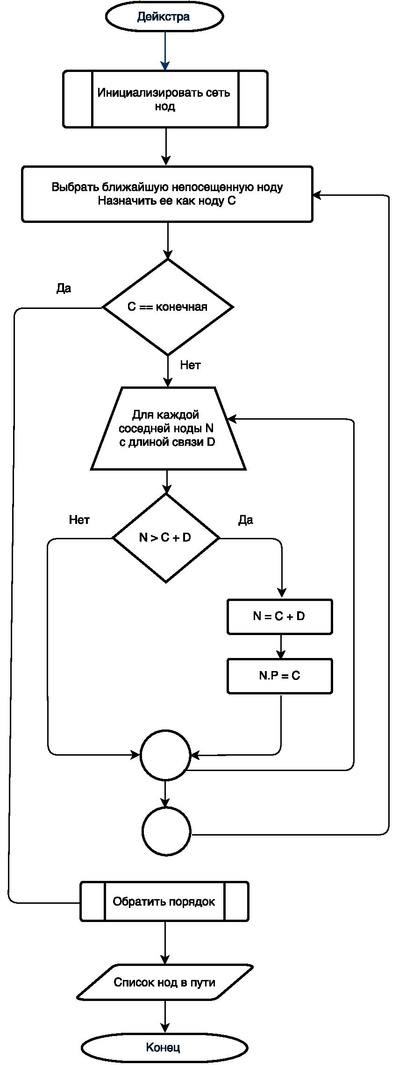 Дейкстра
Инициализировать сеть
нод
Выбрать ближайшую непосещенную ноду
Назначить ее как ноду C
Да
C == конечная
Нет
Для каждой
соседней ноды N
с длиной связи D
Нет
N > C + D
Да
N = C + D
N.P = C
Обратить порядок
Список нод в пути
Конец